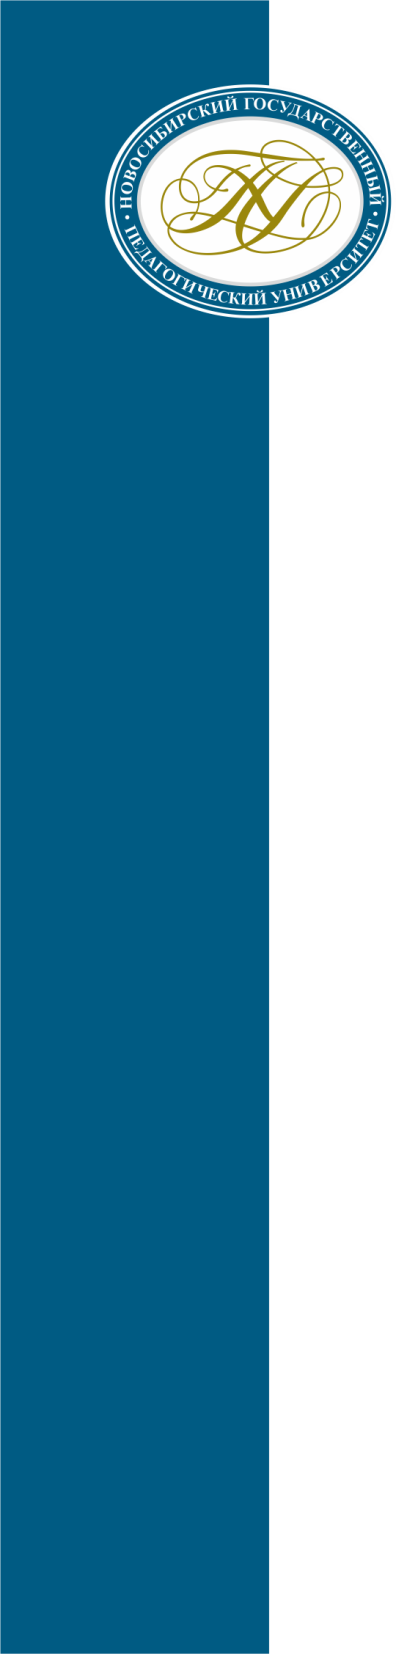 НОВОСИБИРСКИЙ ГОСУДАРСТВЕННЫЙ
ПЕДАГОГИЧЕСКИЙ УНИВЕРСИТЕТ